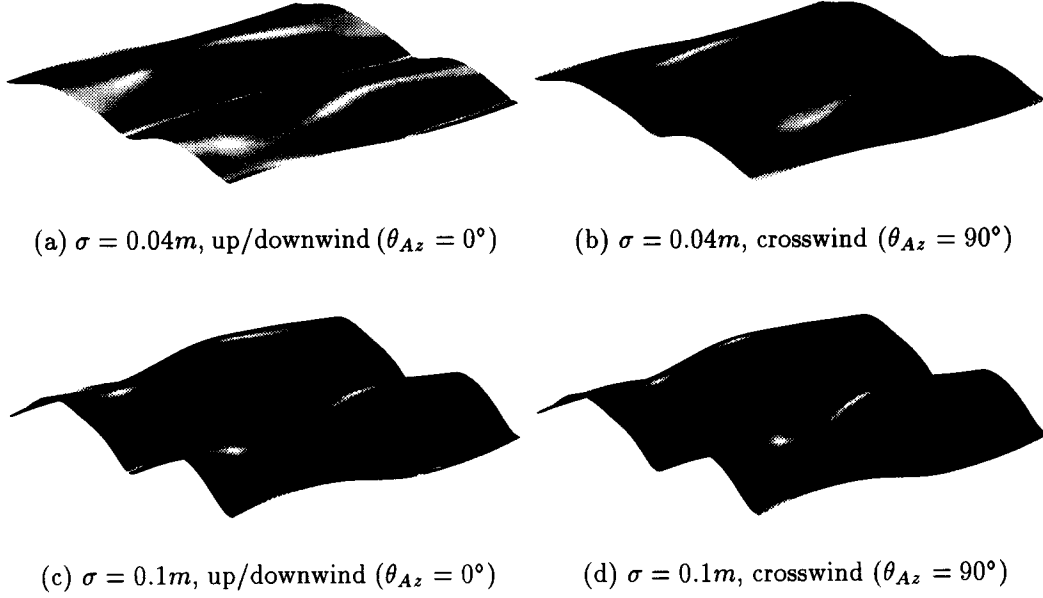 (a) σ = 0.04m, up/downwind (θ_Az = 0°)
(b) σ = 0.04m, crosswind (θ_Az = 90°)
(c) σ = 0.1m, up/downwind (θ_Az = 0°)
(d) σ = 0.1m, crosswind (θ_Az = 90°)